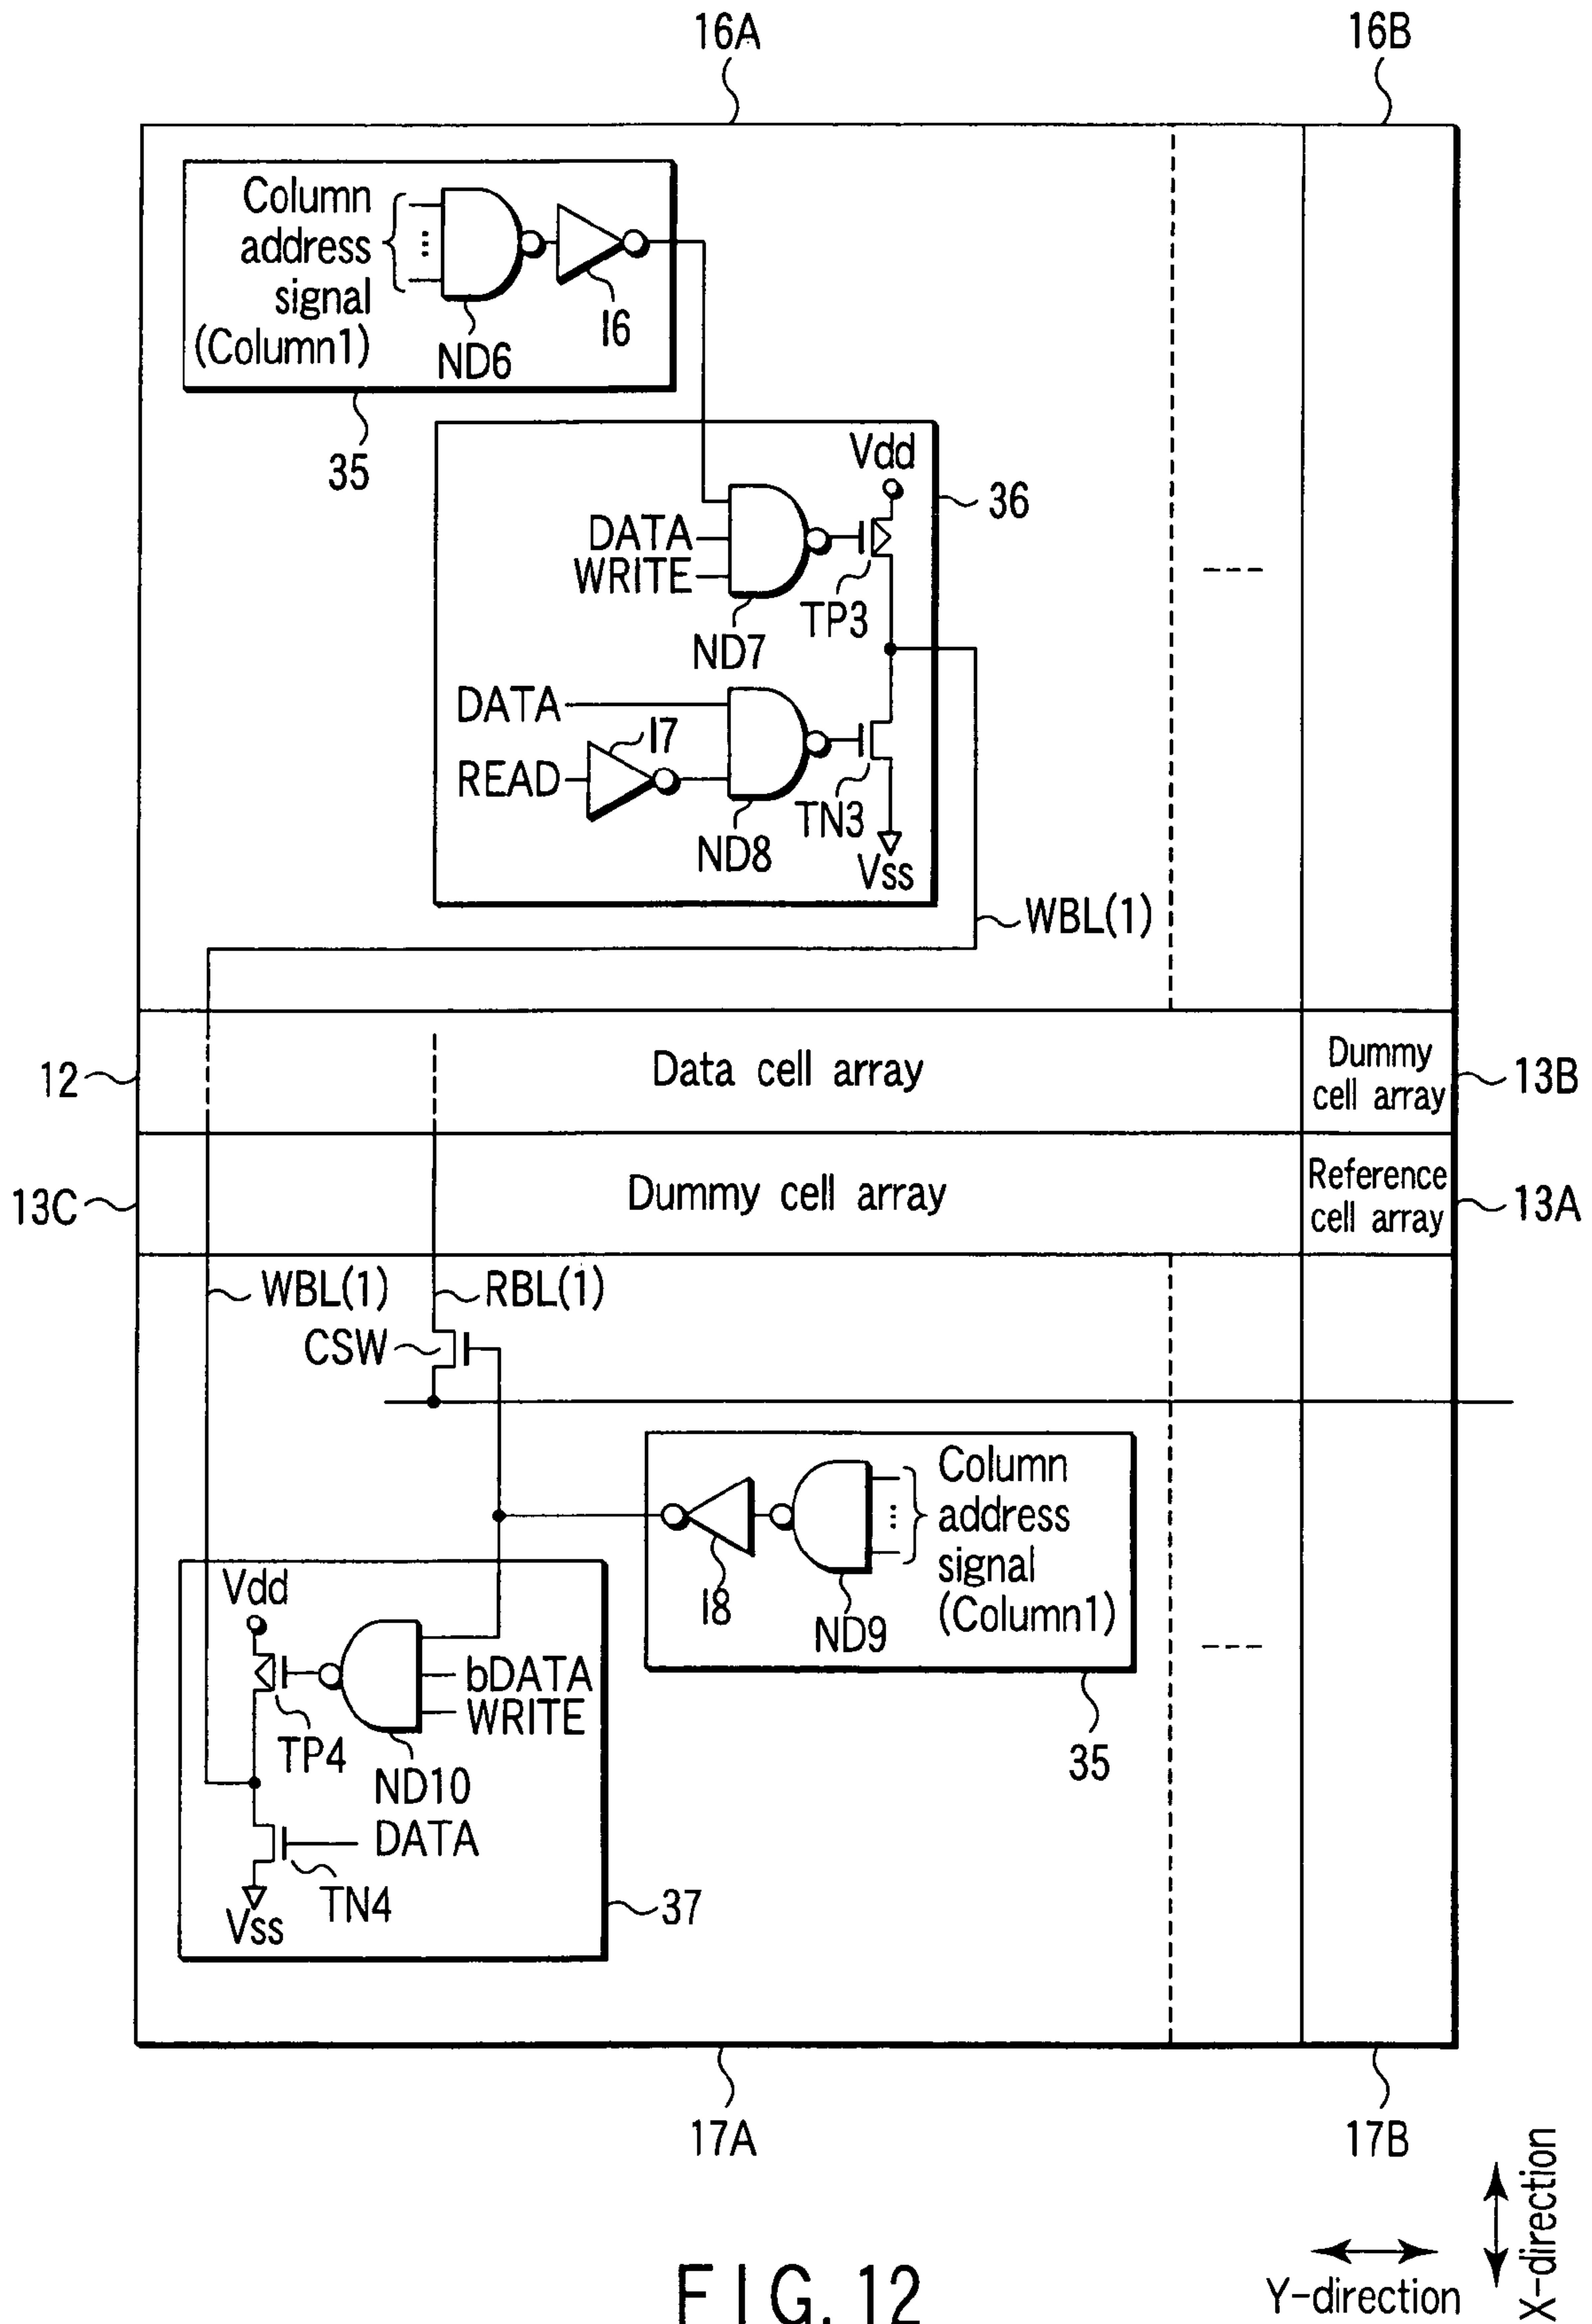 16A
16B
Column
address
signal
(Column1)
...
ND6
I6
35
Vdd
36
DATA
WRITE
ND7
TP3
DATA
I7
READ
ND8
TN3
Vss
WBL(1)
12
Data cell array
Dummy
cell array
13B
13C
Dummy cell array
Reference
cell array
13A
WBL(1)
RBL(1)
CSW
Column
address
signal
(Column1)
...
I8
ND9
35
Vdd
bDATA
WRITE
TP4
ND10
DATA
TN4
Vss
37
17A
17B
X-direction
Y-direction
FIG. 12